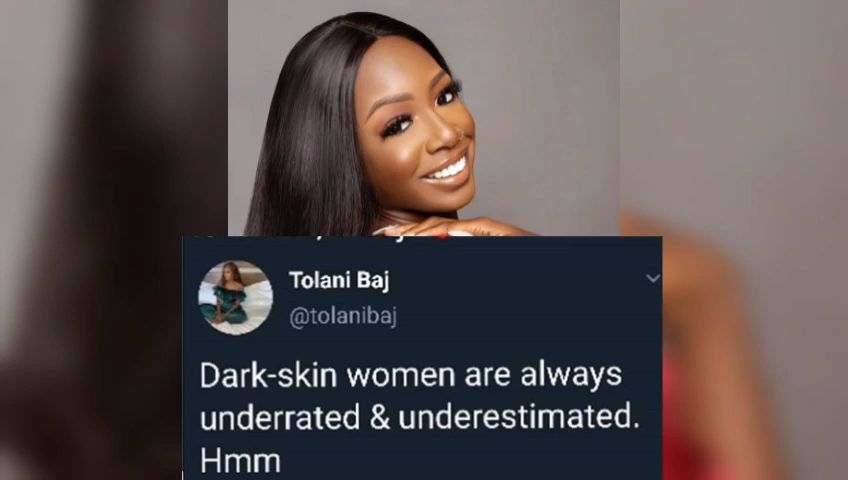 Tolani Baj
@tolanibaj
Dark-skin women are always
underrated & underestimated.
Hmm